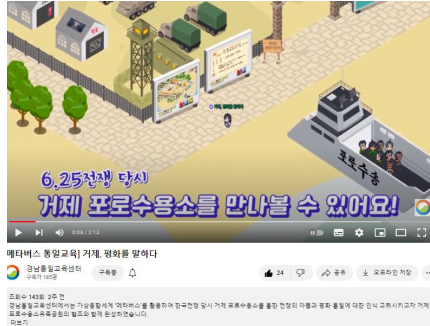 포로수송
6.25전쟁 당시
거제 포로수용소를 만나볼 수 있어요!
0:08 / 2:13
메타버스 통일교육] 거제, 평화를 말하다
경남통일교육센터
구독자 185명
구독중
24
공유
오프라인 저장
조회수 143회 2주 전
경남통일교육센터에서는 가상융합세계 '메타버스'를 활용하여 한국전쟁 당시 거제 포로수용소를 통한 전쟁의 아픔과 평화·통일에 대한 인식 고취시키고자 거제
포로수용소유적공원의 협조와 함께 완성하였습니다.
더보기